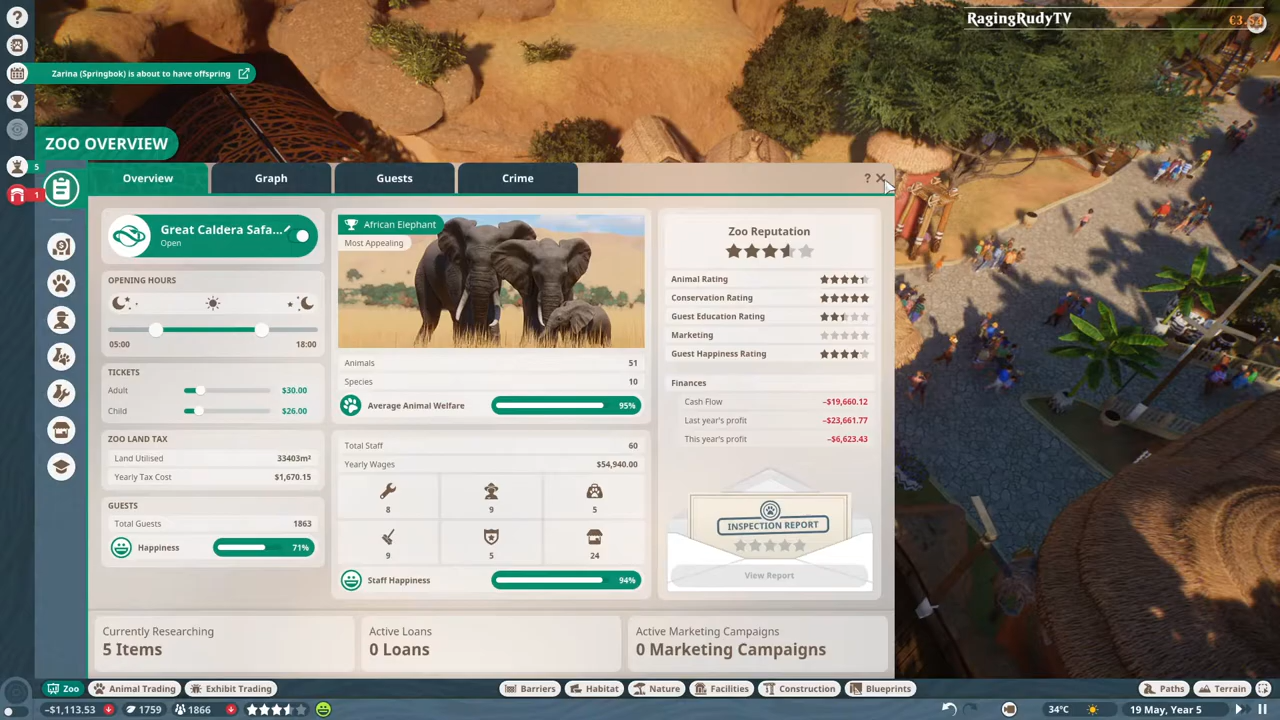 RagingRudyTV
Zarina (Springbok) is about to have offspring
ZOO OVERVIEW
5
1
Overview
Graph
Guests
Crime
?
Great Caldera Safa...
Open
OPENING HOURS
05:00
18:00
TICKETS
Adult
$30.00
Child
$26.00
ZOO LAND TAX
Land Utilised
33403m²
Yearly Tax Cost
$1,670.15
GUESTS
Total Guests
1863
Happiness
71%
African Elephant
Most Appealing
Animals
51
Species
10
Average Animal Welfare
95%
Total Staff
60
Yearly Wages
$54,940.00
8
9
5
9
5
24
Staff Happiness
94%
Zoo Reputation
Animal Rating
Conservation Rating
Guest Education Rating
Marketing
Guest Happiness Rating
Finances
Cash Flow
-$19,660.12
Last year's profit
-$23,661.77
This year's profit
-$6,623.43
INSPECTION REPORT
View Report
Currently Researching
5 Items
Active Loans
0 Loans
Active Marketing Campaigns
0 Marketing Campaigns
Zoo
Animal Trading
Exhibit Trading
Barriers
Habitat
Nature
Facilities
Construction
Blueprints
Paths
Terrain
-$1,113.53
1759
1866
34°C
19 May, Year 5